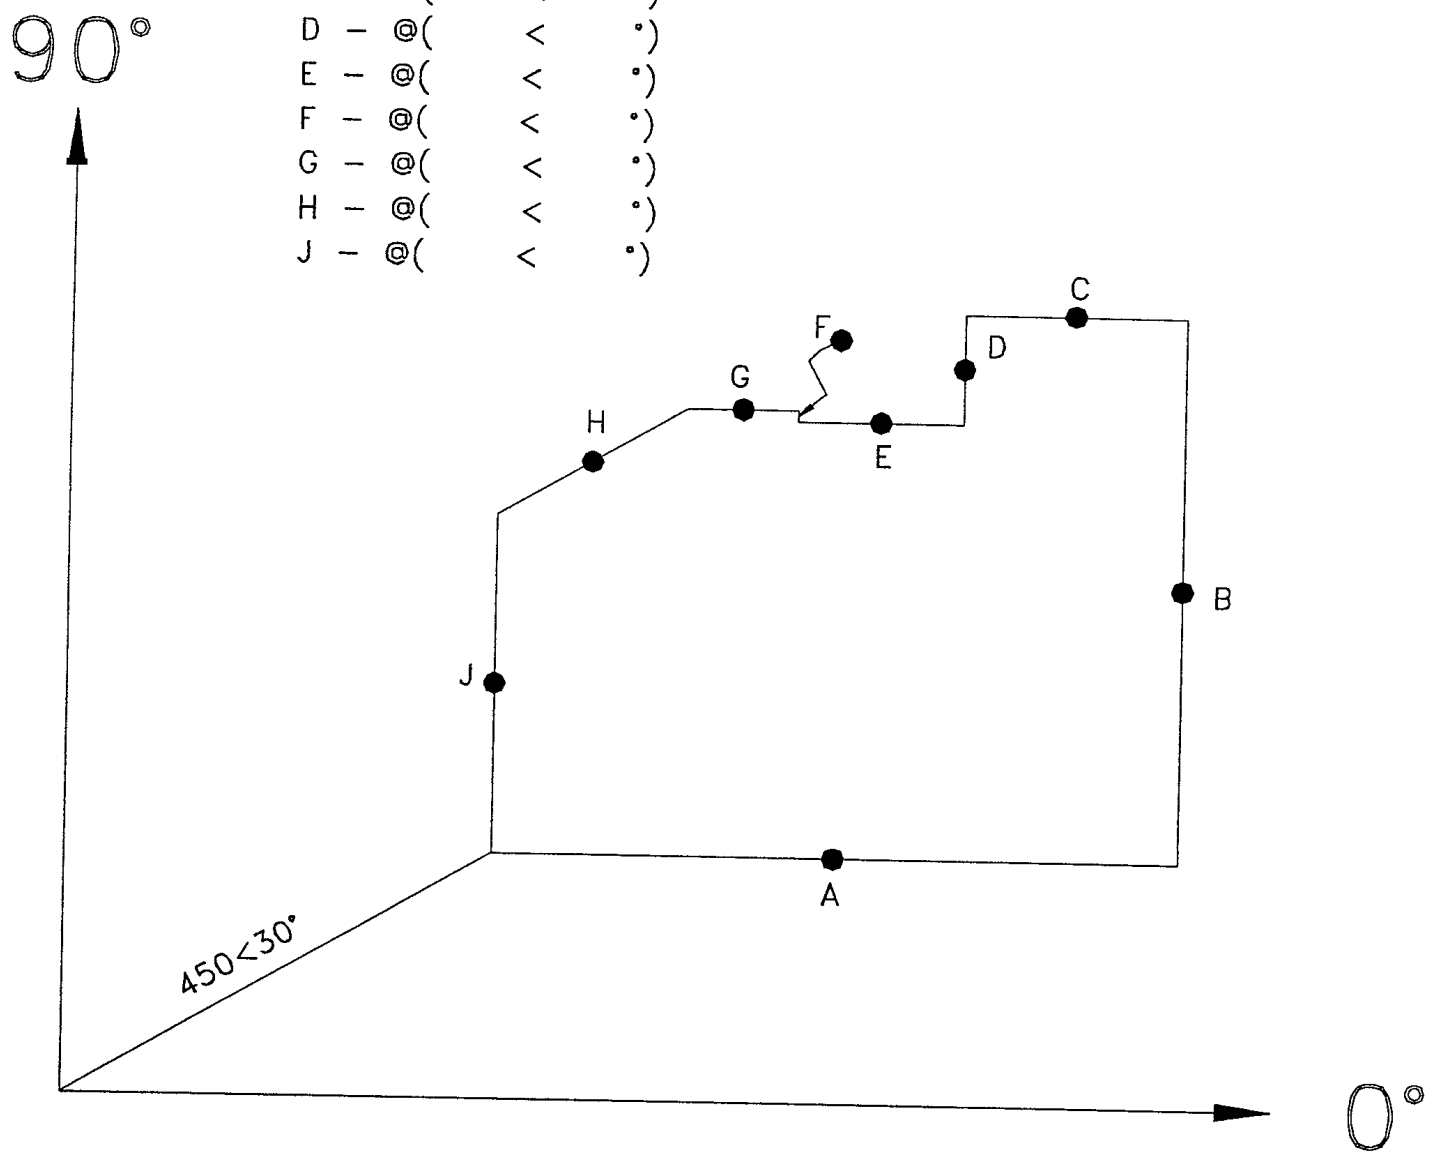 90°
D - @( < °)
E - @( < °)
F - @( < °)
G - @( < °)
H - @( < °)
J - @( < °)
C
F
D
G
H
E
B
J
A
450<30°
0°